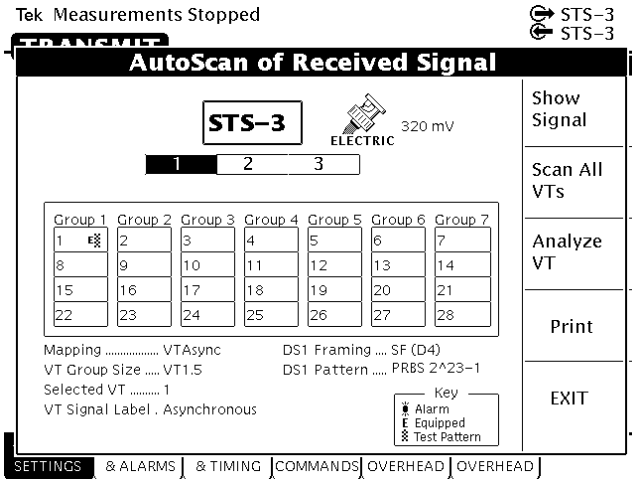 Tek Measurements Stopped
STS-3
STS-3
TRANSMIT
AutoScan of Received Signal
STS-3
ELECTRIC
320 mV
1 2 3
Show
Signal
Scan All
VTs
Analyze
VT
Print
EXIT
Group 1 Group 2 Group 3 Group 4 Group 5 Group 6 Group 7
1 E 2 3 4 5 6 7
8 9 10 11 12 13 14
15 16 17 18 19 20 21
22 23 24 25 26 27 28
Mapping ................. VTAsync
VT Group Size ..... VT1.5
Selected VT .......... 1
VT Signal Label . Asynchronous
DS1 Framing .... SF (D4)
DS1 Pattern ..... PRBS 2^23-1
Key
Alarm
E Equipped
Test Pattern
SETTINGS & ALARMS & TIMING COMMANDS OVERHEAD OVERHEAD